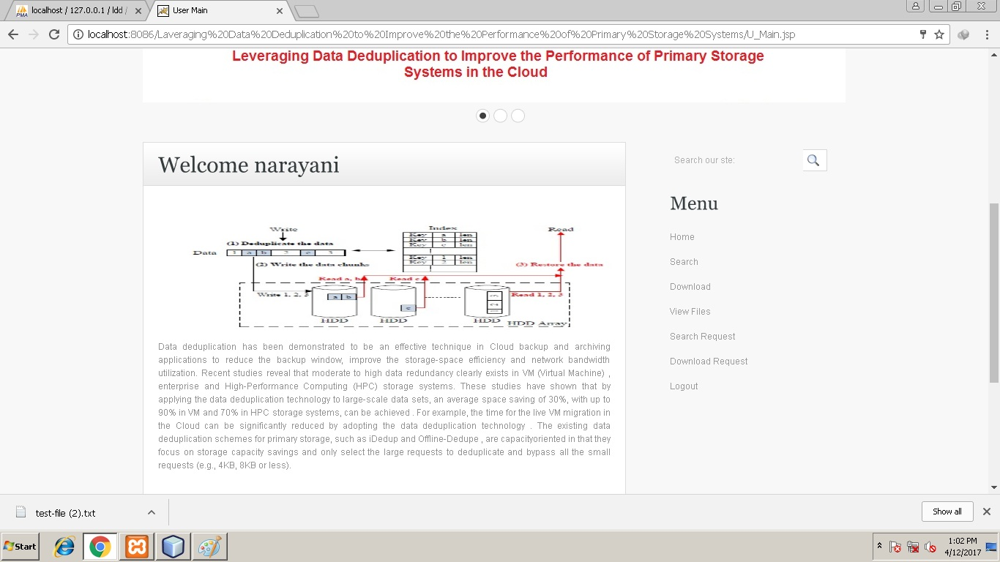 localhost / 127.0.0.1 / ldd /
User Main
localhost:8086/Laveraging%20Data%20Deduplication%20to%20Improve%20the%20Performance%20of%20Primary%20Storage%20Systems/U_Main.jsp
Leveraging Data Deduplication to Improve the Performance of Primary Storage
Systems in the Cloud
Welcome narayani
Search our ste:
Menu
Home
Search
Download
View Files
Search Request
Download Request
Logout
Write
Index
Read
(1) Deduplicate the data
Key a len
Key b len
Key c len
Data 1 a b 2 c 3
Key 1 len
Key 2 len
(2) Write the data chunks
(3) Restore the data
Read a, b
Read c
Write 1, 2, 3
a b
c
Read 1, 2, 3
HDD
HDD
HDD
HDD Array
Data deduplication has been demonstrated to be an effective technique in Cloud backup and archiving
applications to reduce the backup window, improve the storage-space efficiency and network bandwidth
utilization. Recent studies reveal that moderate to high data redundancy clearly exists in VM (Virtual Machine) ,
enterprise and High-Performance Computing (HPC) storage systems. These studies have shown that by
applying the data deduplication technology to large-scale data sets, an average space saving of 30%, with up to
90% in VM and 70% in HPC storage systems, can be achieved . For example, the time for the live VM migration in
the Cloud can be significantly reduced by adopting the data deduplication technology . The existing data
deduplication schemes for primary storage, such as iDedup and Offline-Dedupe , are capacityoriented in that they
focus on storage capacity savings and only select the large requests to deduplicate and bypass all the small
requests (e.g., 4KB, 8KB or less).
test-file (2).txt
Show all
Start
1:02 PM
4/12/2017